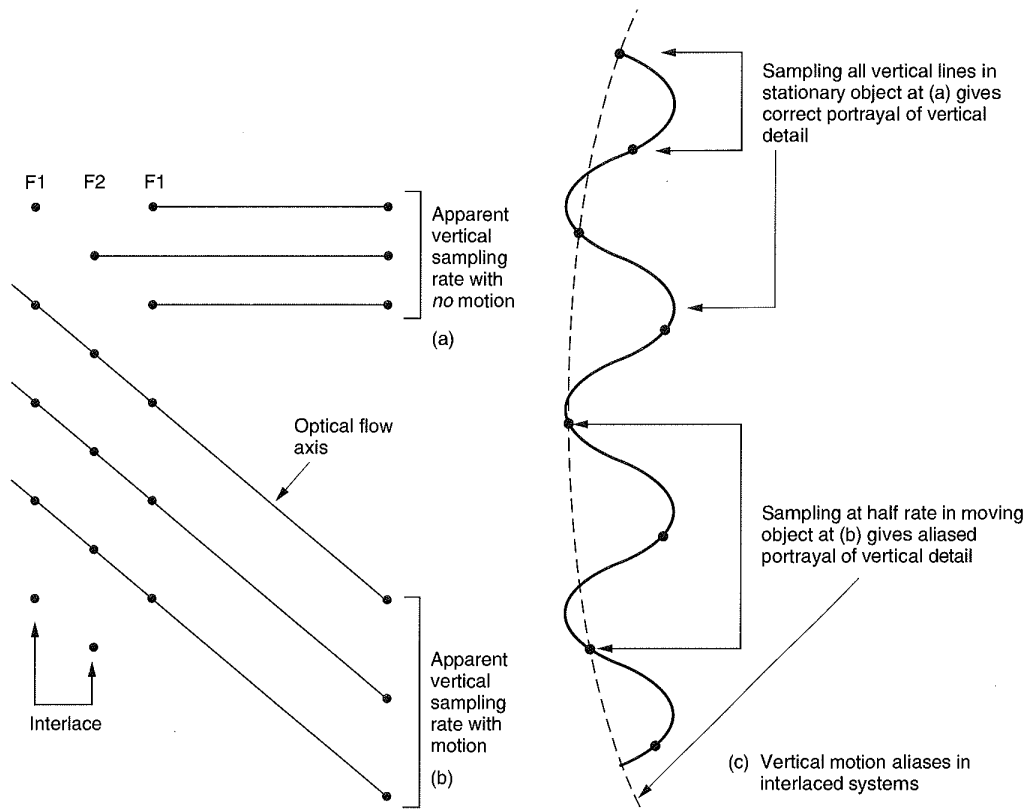 F1 F2 F1
Apparent
vertical
sampling
rate with
no motion
(a)
Optical flow
axis
Apparent
vertical
sampling
rate with
motion
(b)
Interlace
Sampling all vertical lines in
stationary object at (a) gives
correct portrayal of vertical
detail
Sampling at half rate in moving
object at (b) gives aliased
portrayal of vertical detail
(c) Vertical motion aliases in
interlaced systems